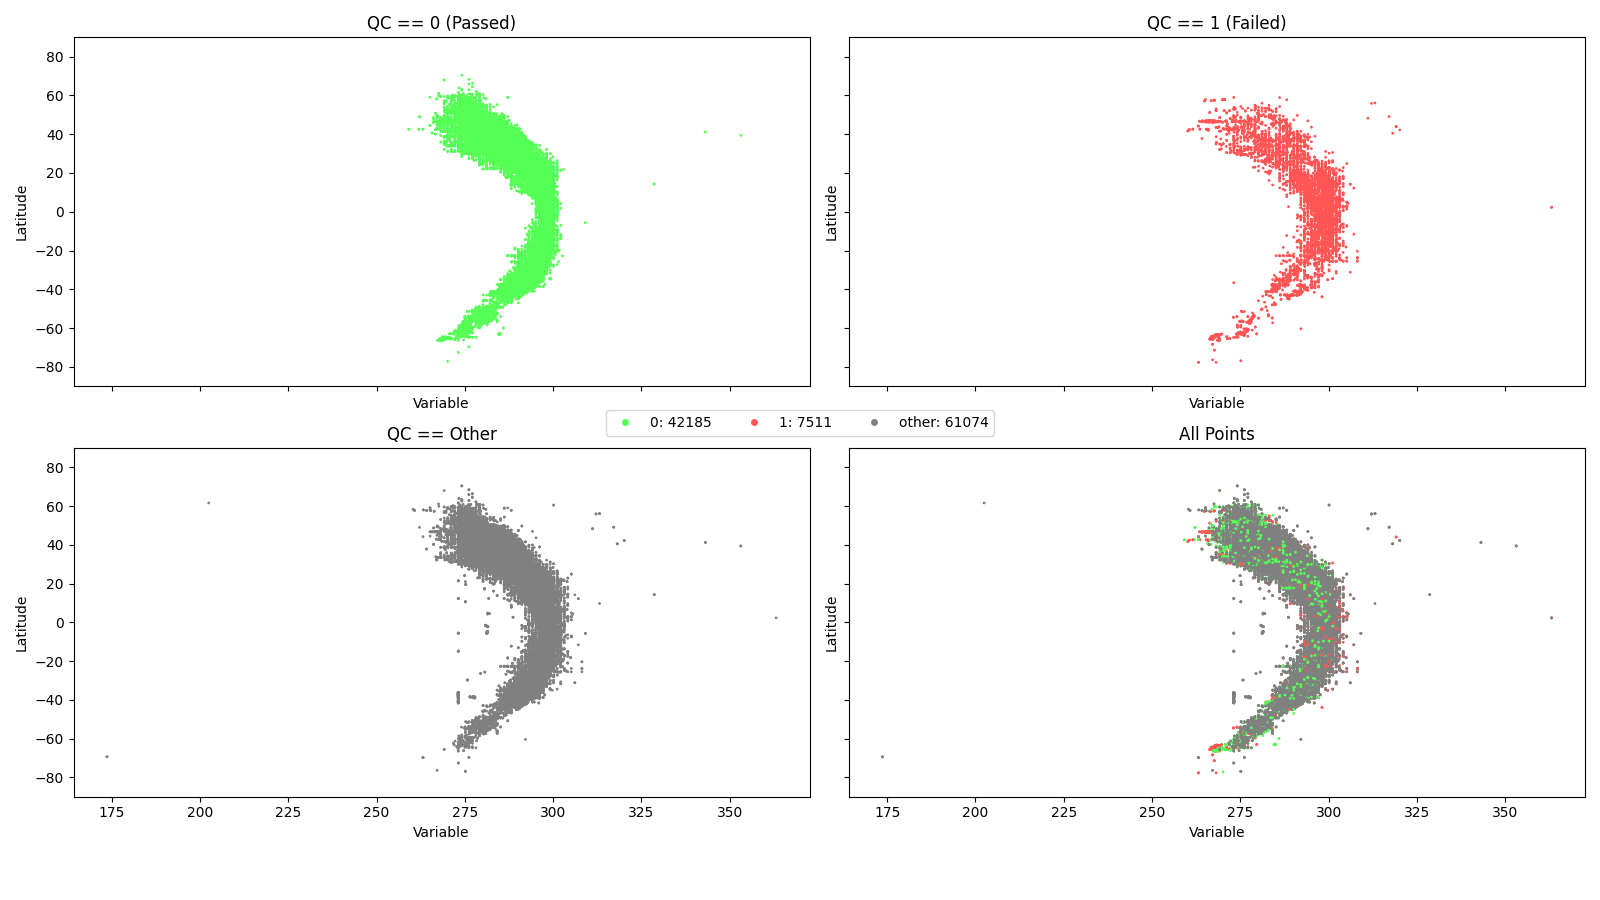 QC == 0 (Passed)
QC == 1 (Failed)
80
60
40
20
0
−20
−40
−60
−80
Latitude
Latitude
Variable
Variable
0: 42185
1: 7511
other: 61074
QC == Other
All Points
80
60
40
20
0
−20
−40
−60
−80
Latitude
Latitude
175
200
225
250
275
300
325
350
175
200
225
250
275
300
325
350
Variable
Variable